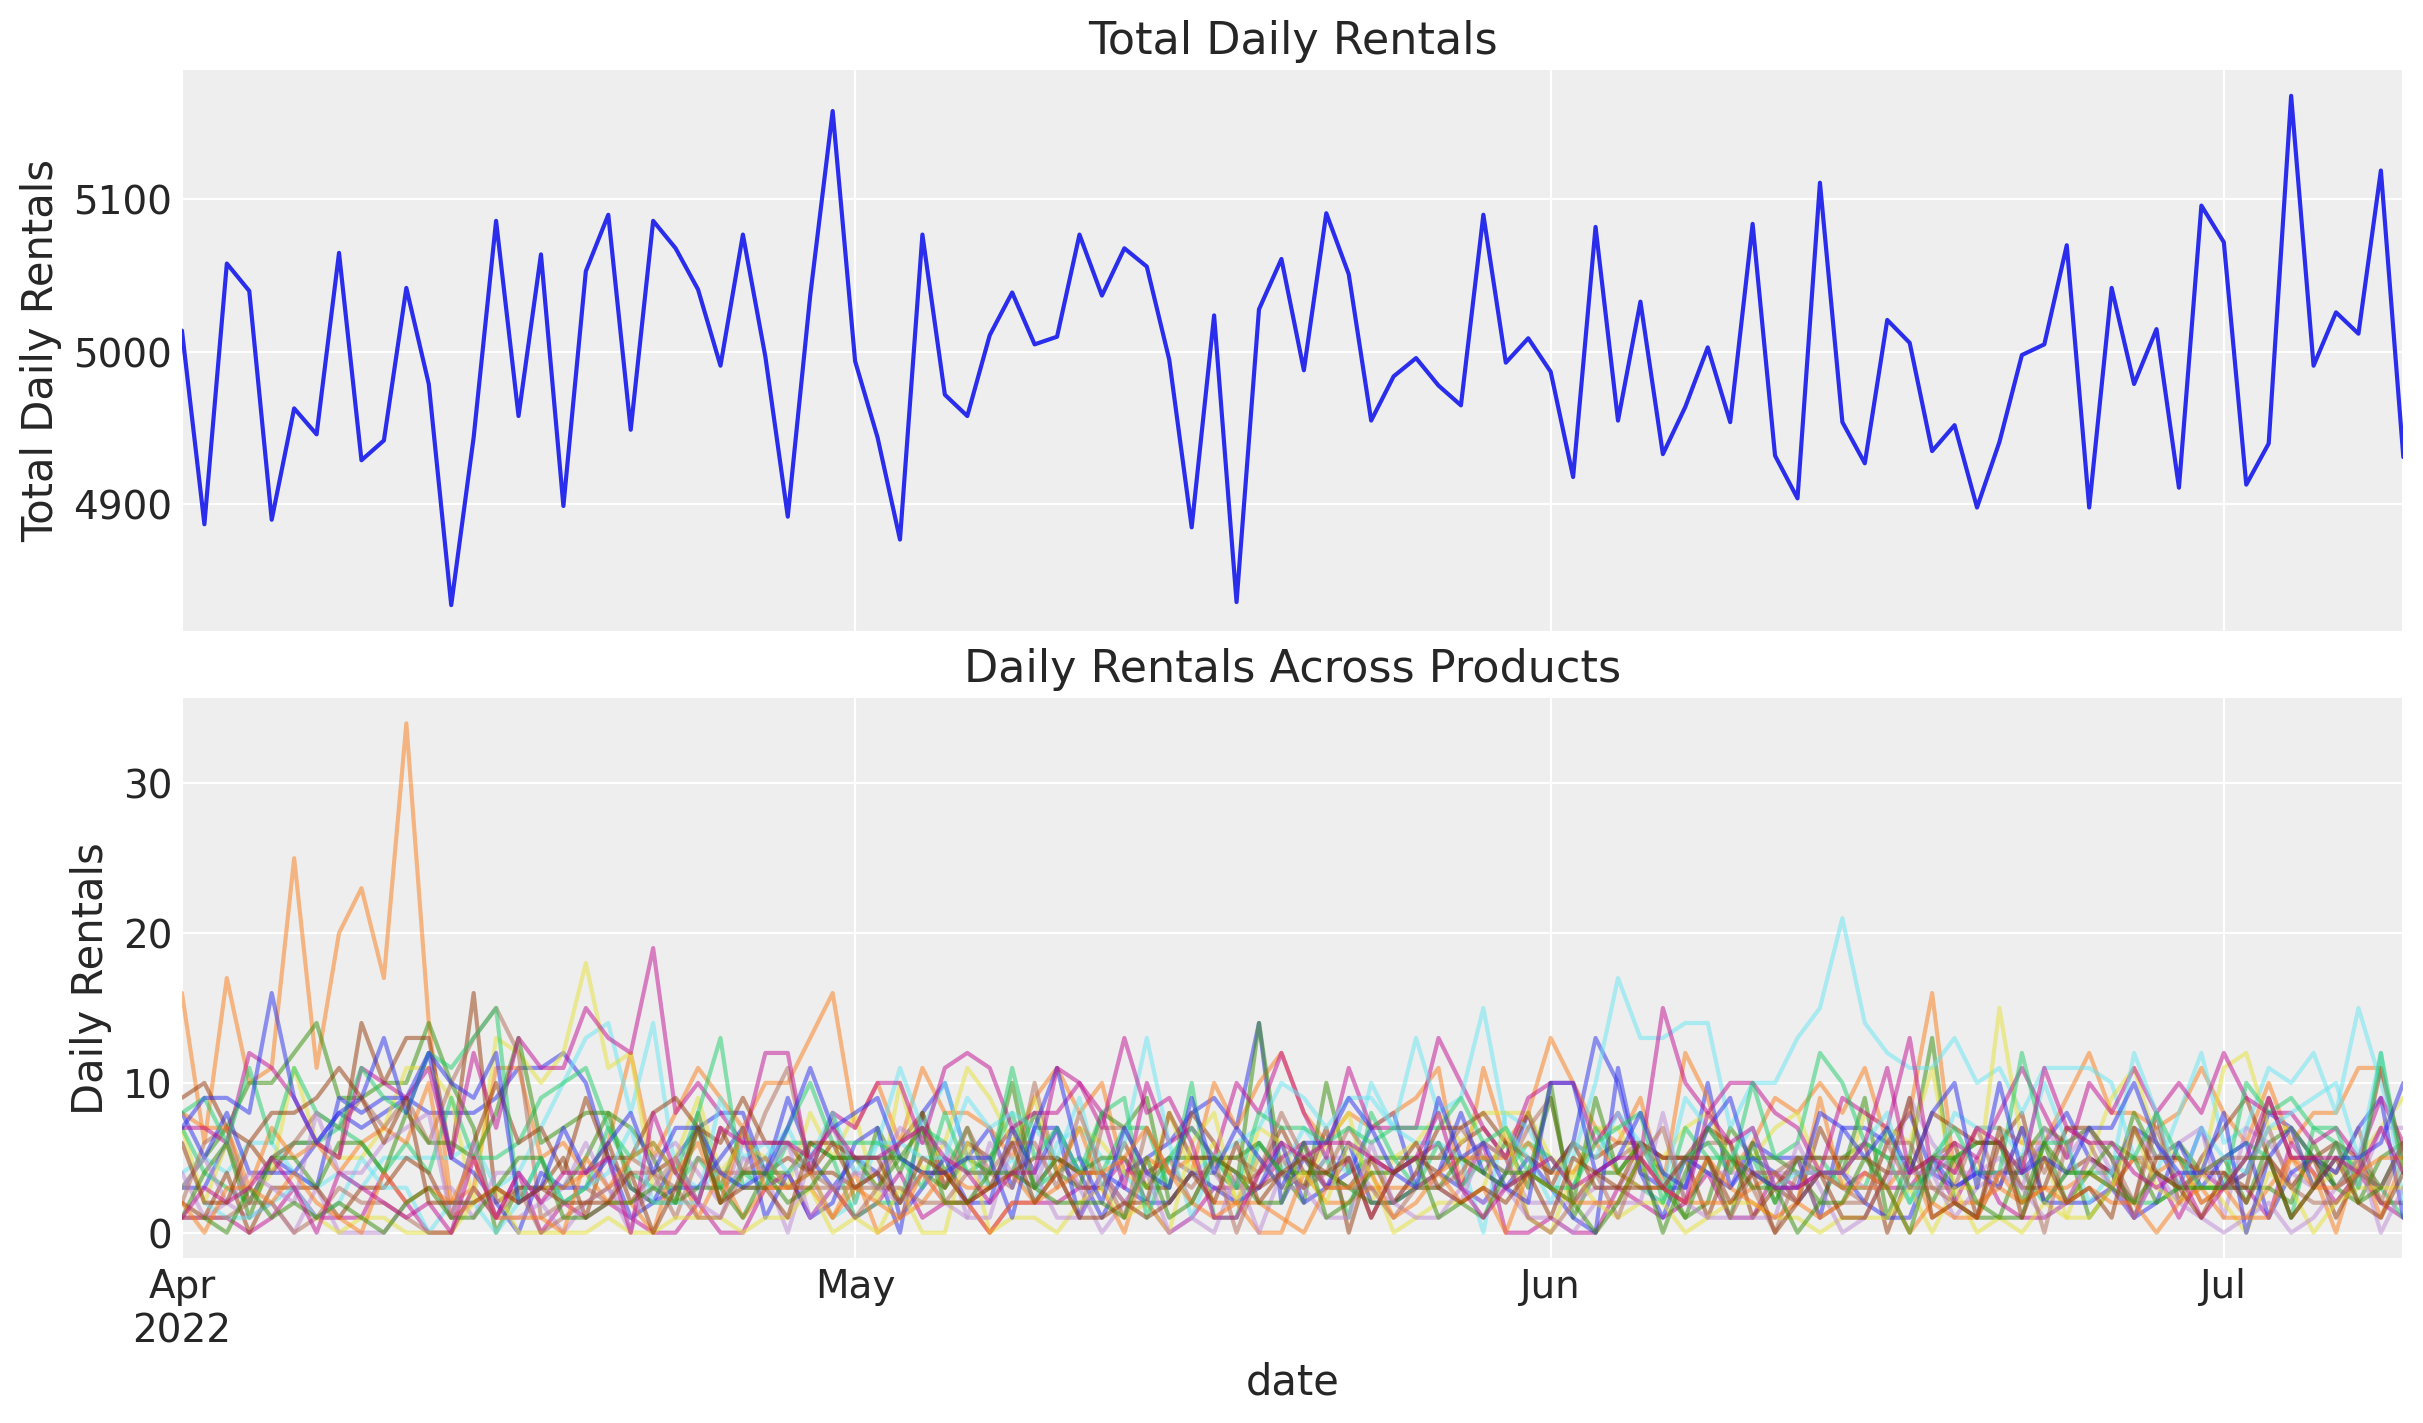 Total Daily Rentals
Total Daily Rentals
5100
5000
4900
Daily Rentals Across Products
Daily Rentals
30
20
10
0
Apr
2022
May
Jun
Jul
date